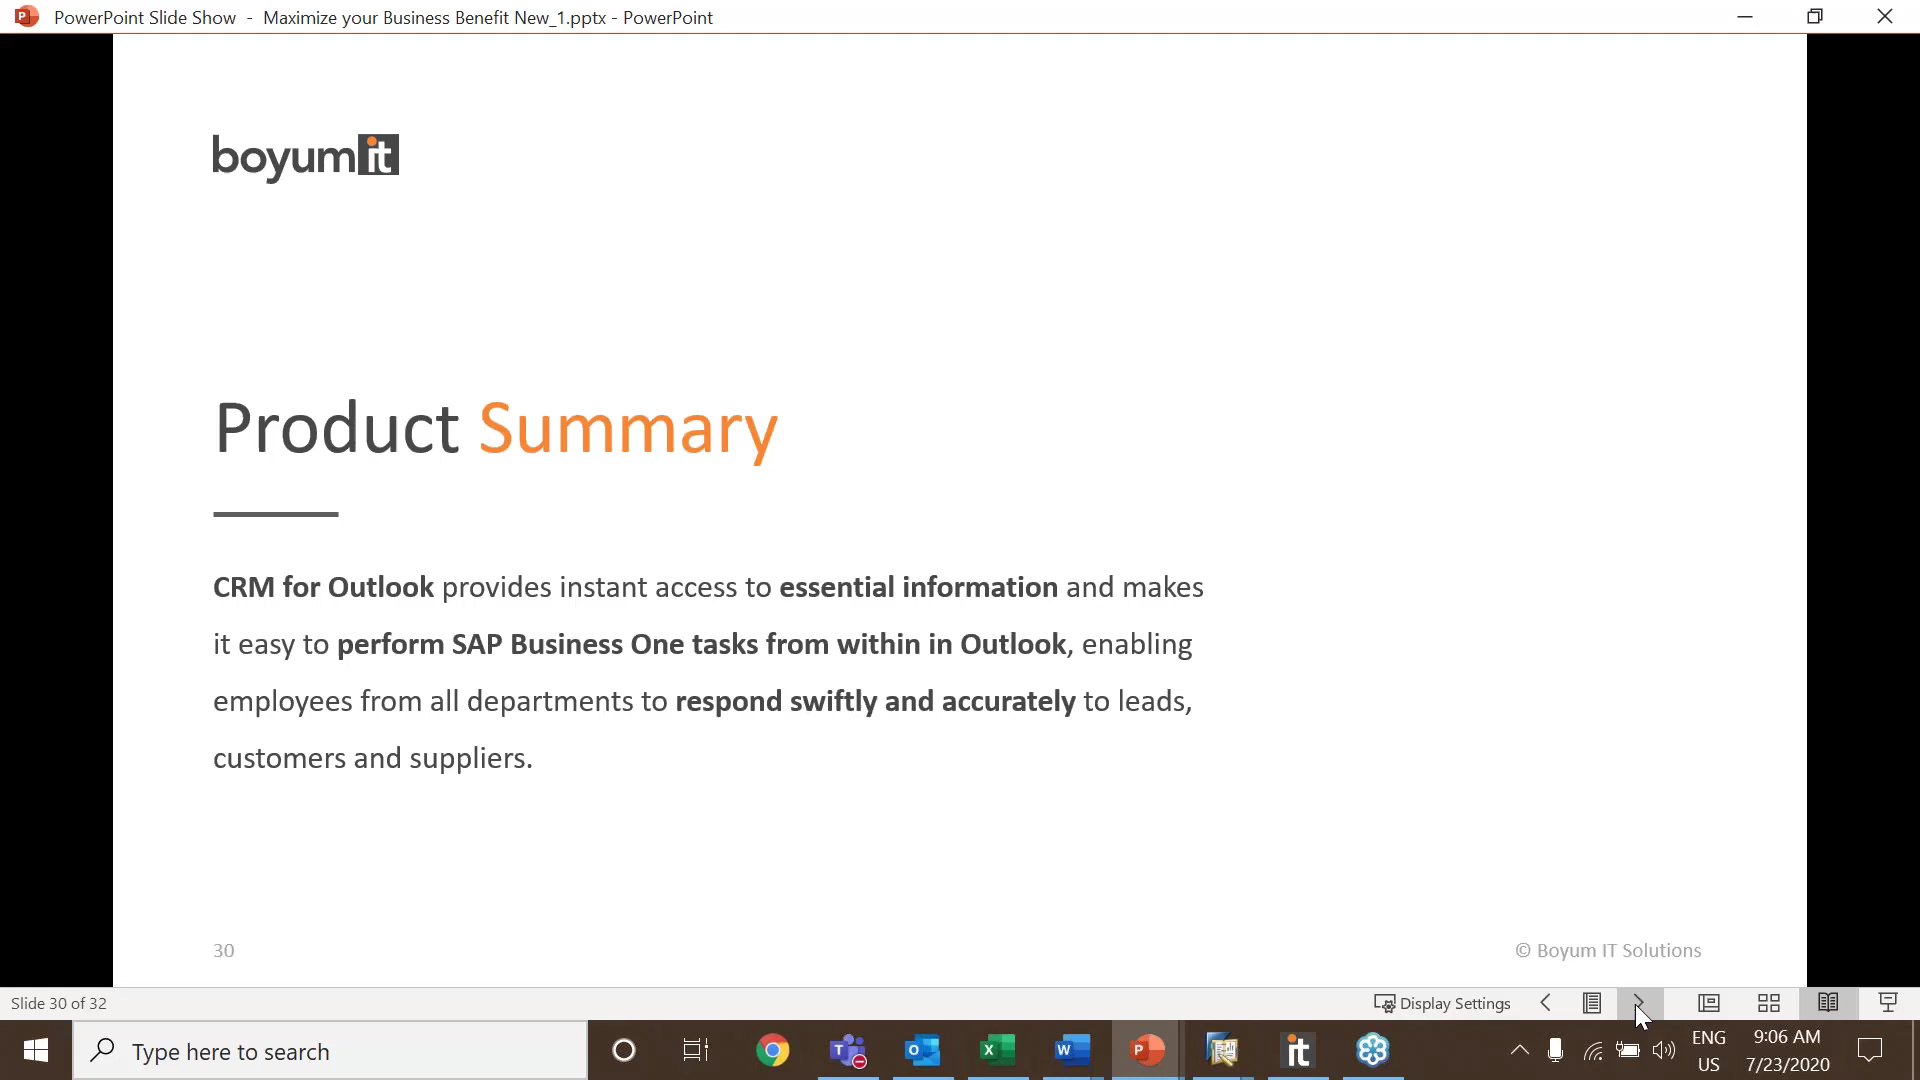 PowerPoint Slide Show - Maximize your Business Benefit New_1.pptx - PowerPoint
boyumit
Product Summary
CRM for Outlook provides instant access to essential information and makes
it easy to perform SAP Business One tasks from within in Outlook, enabling
employees from all departments to respond swiftly and accurately to leads,
customers and suppliers.
30
© Boyum IT Solutions
Slide 30 of 32
Display Settings
Type here to search
ENG
US
9:06 AM
7/23/2020